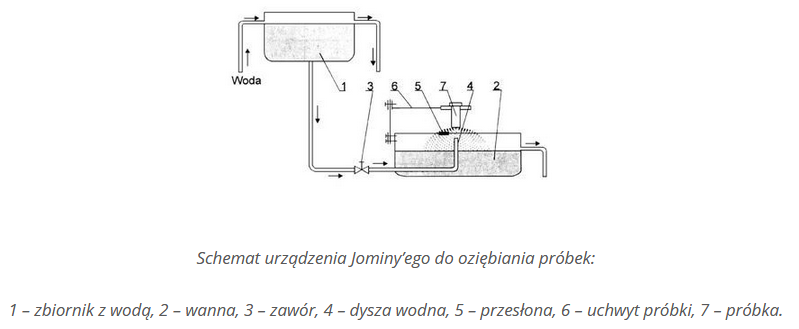 Woda
1
3
6
5
7
4
2
Schemat urządzenia Jominy’ego do oziębiania próbek:
1 – zbiornik z wodą, 2 – wanna, 3 – zawór, 4 – dysza wodna, 5 – przesłona, 6 – uchwyt próbki, 7 – próbka.